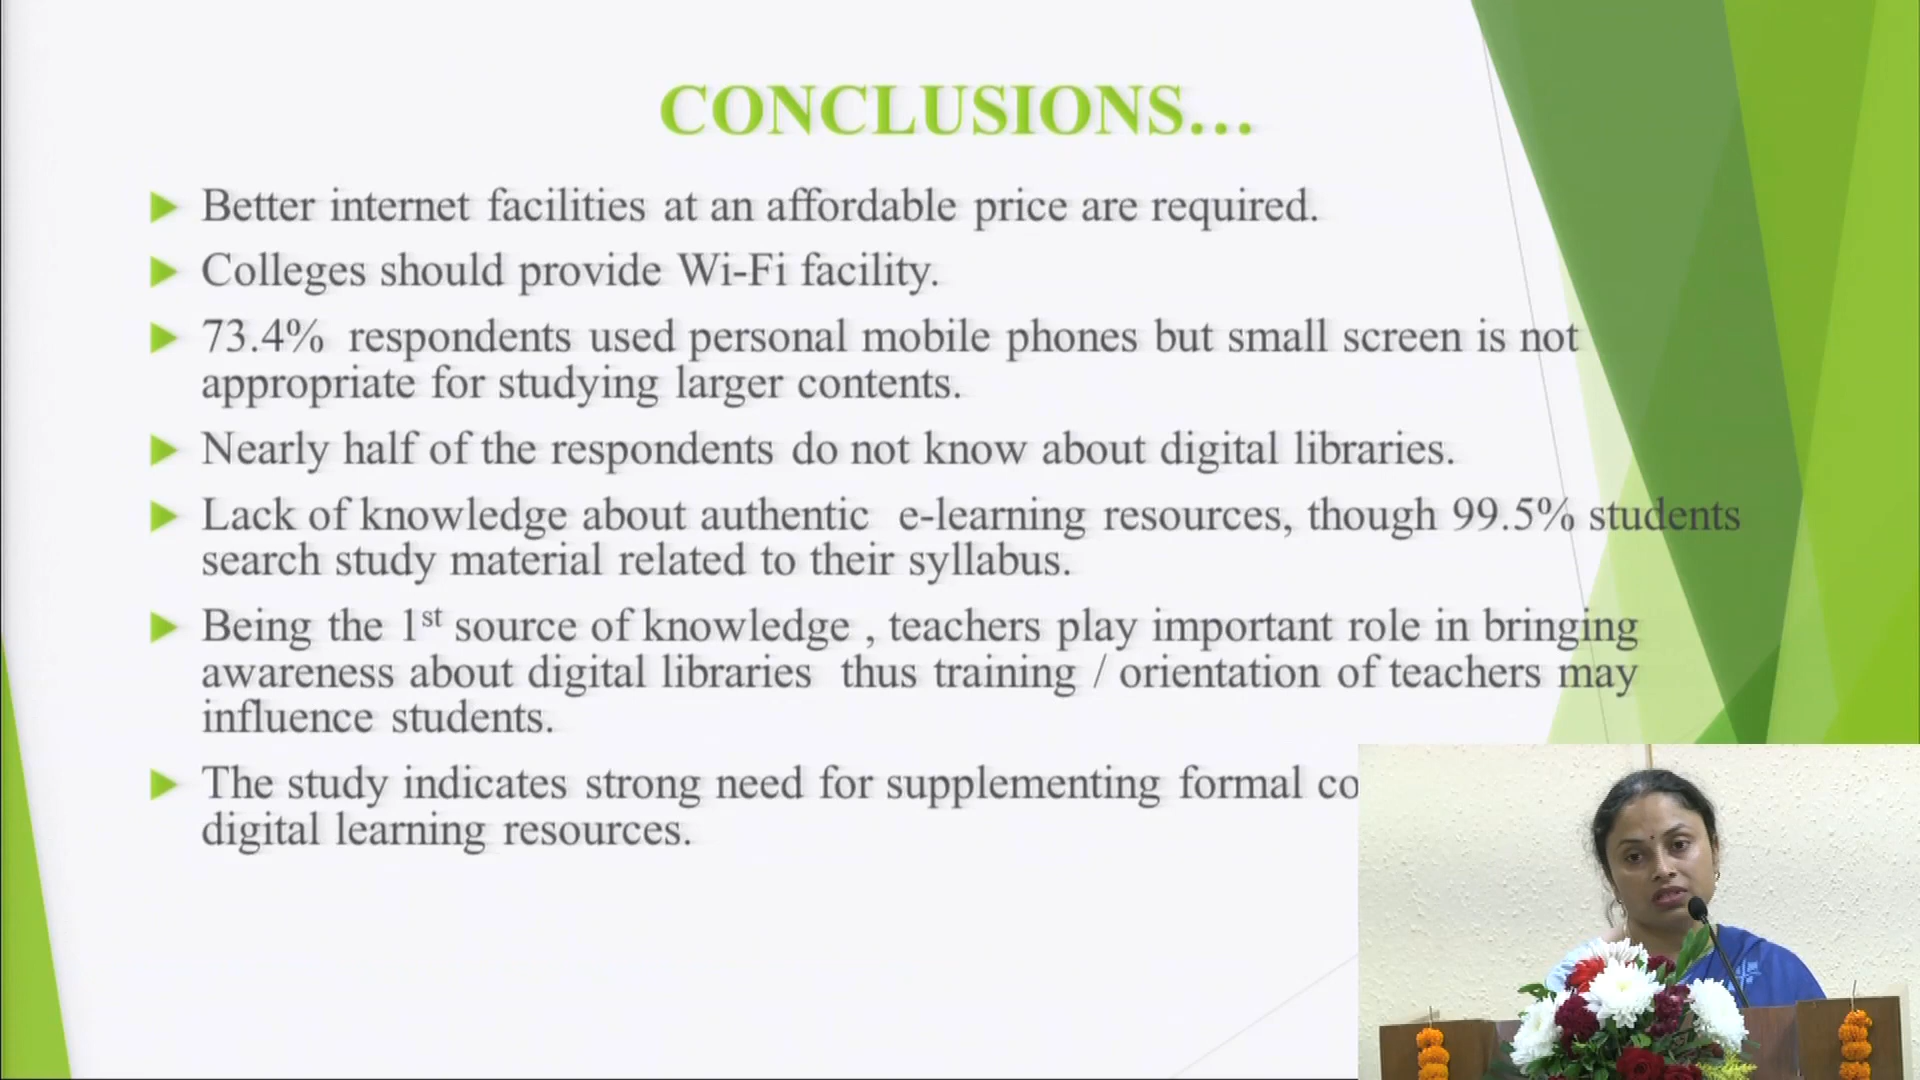 CONCLUSIONS...
Better internet facilities at an affordable price are required.
Colleges should provide Wi-Fi facility.
73.4% respondents used personal mobile phones but small screen is not
appropriate for studying larger contents.
Nearly half of the respondents do not know about digital libraries.
Lack of knowledge about authentic e-learning resources, though 99.5% students
search study material related to their syllabus.
Being the 1st source of knowledge , teachers play important role in bringing
awareness about digital libraries thus training / orientation of teachers may
influence students.
The study indicates strong need for supplementing formal
digital learning resources.